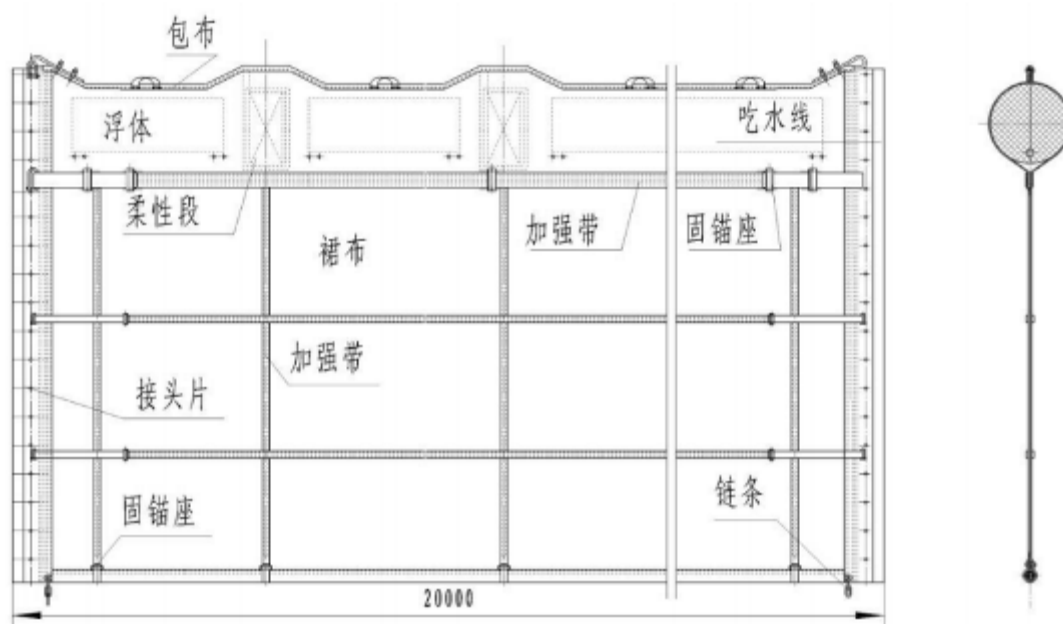 包布
浮体
吃水线
柔性段
加强带
固锚座
裙布
加强带
接头片
固锚座
链条
20000